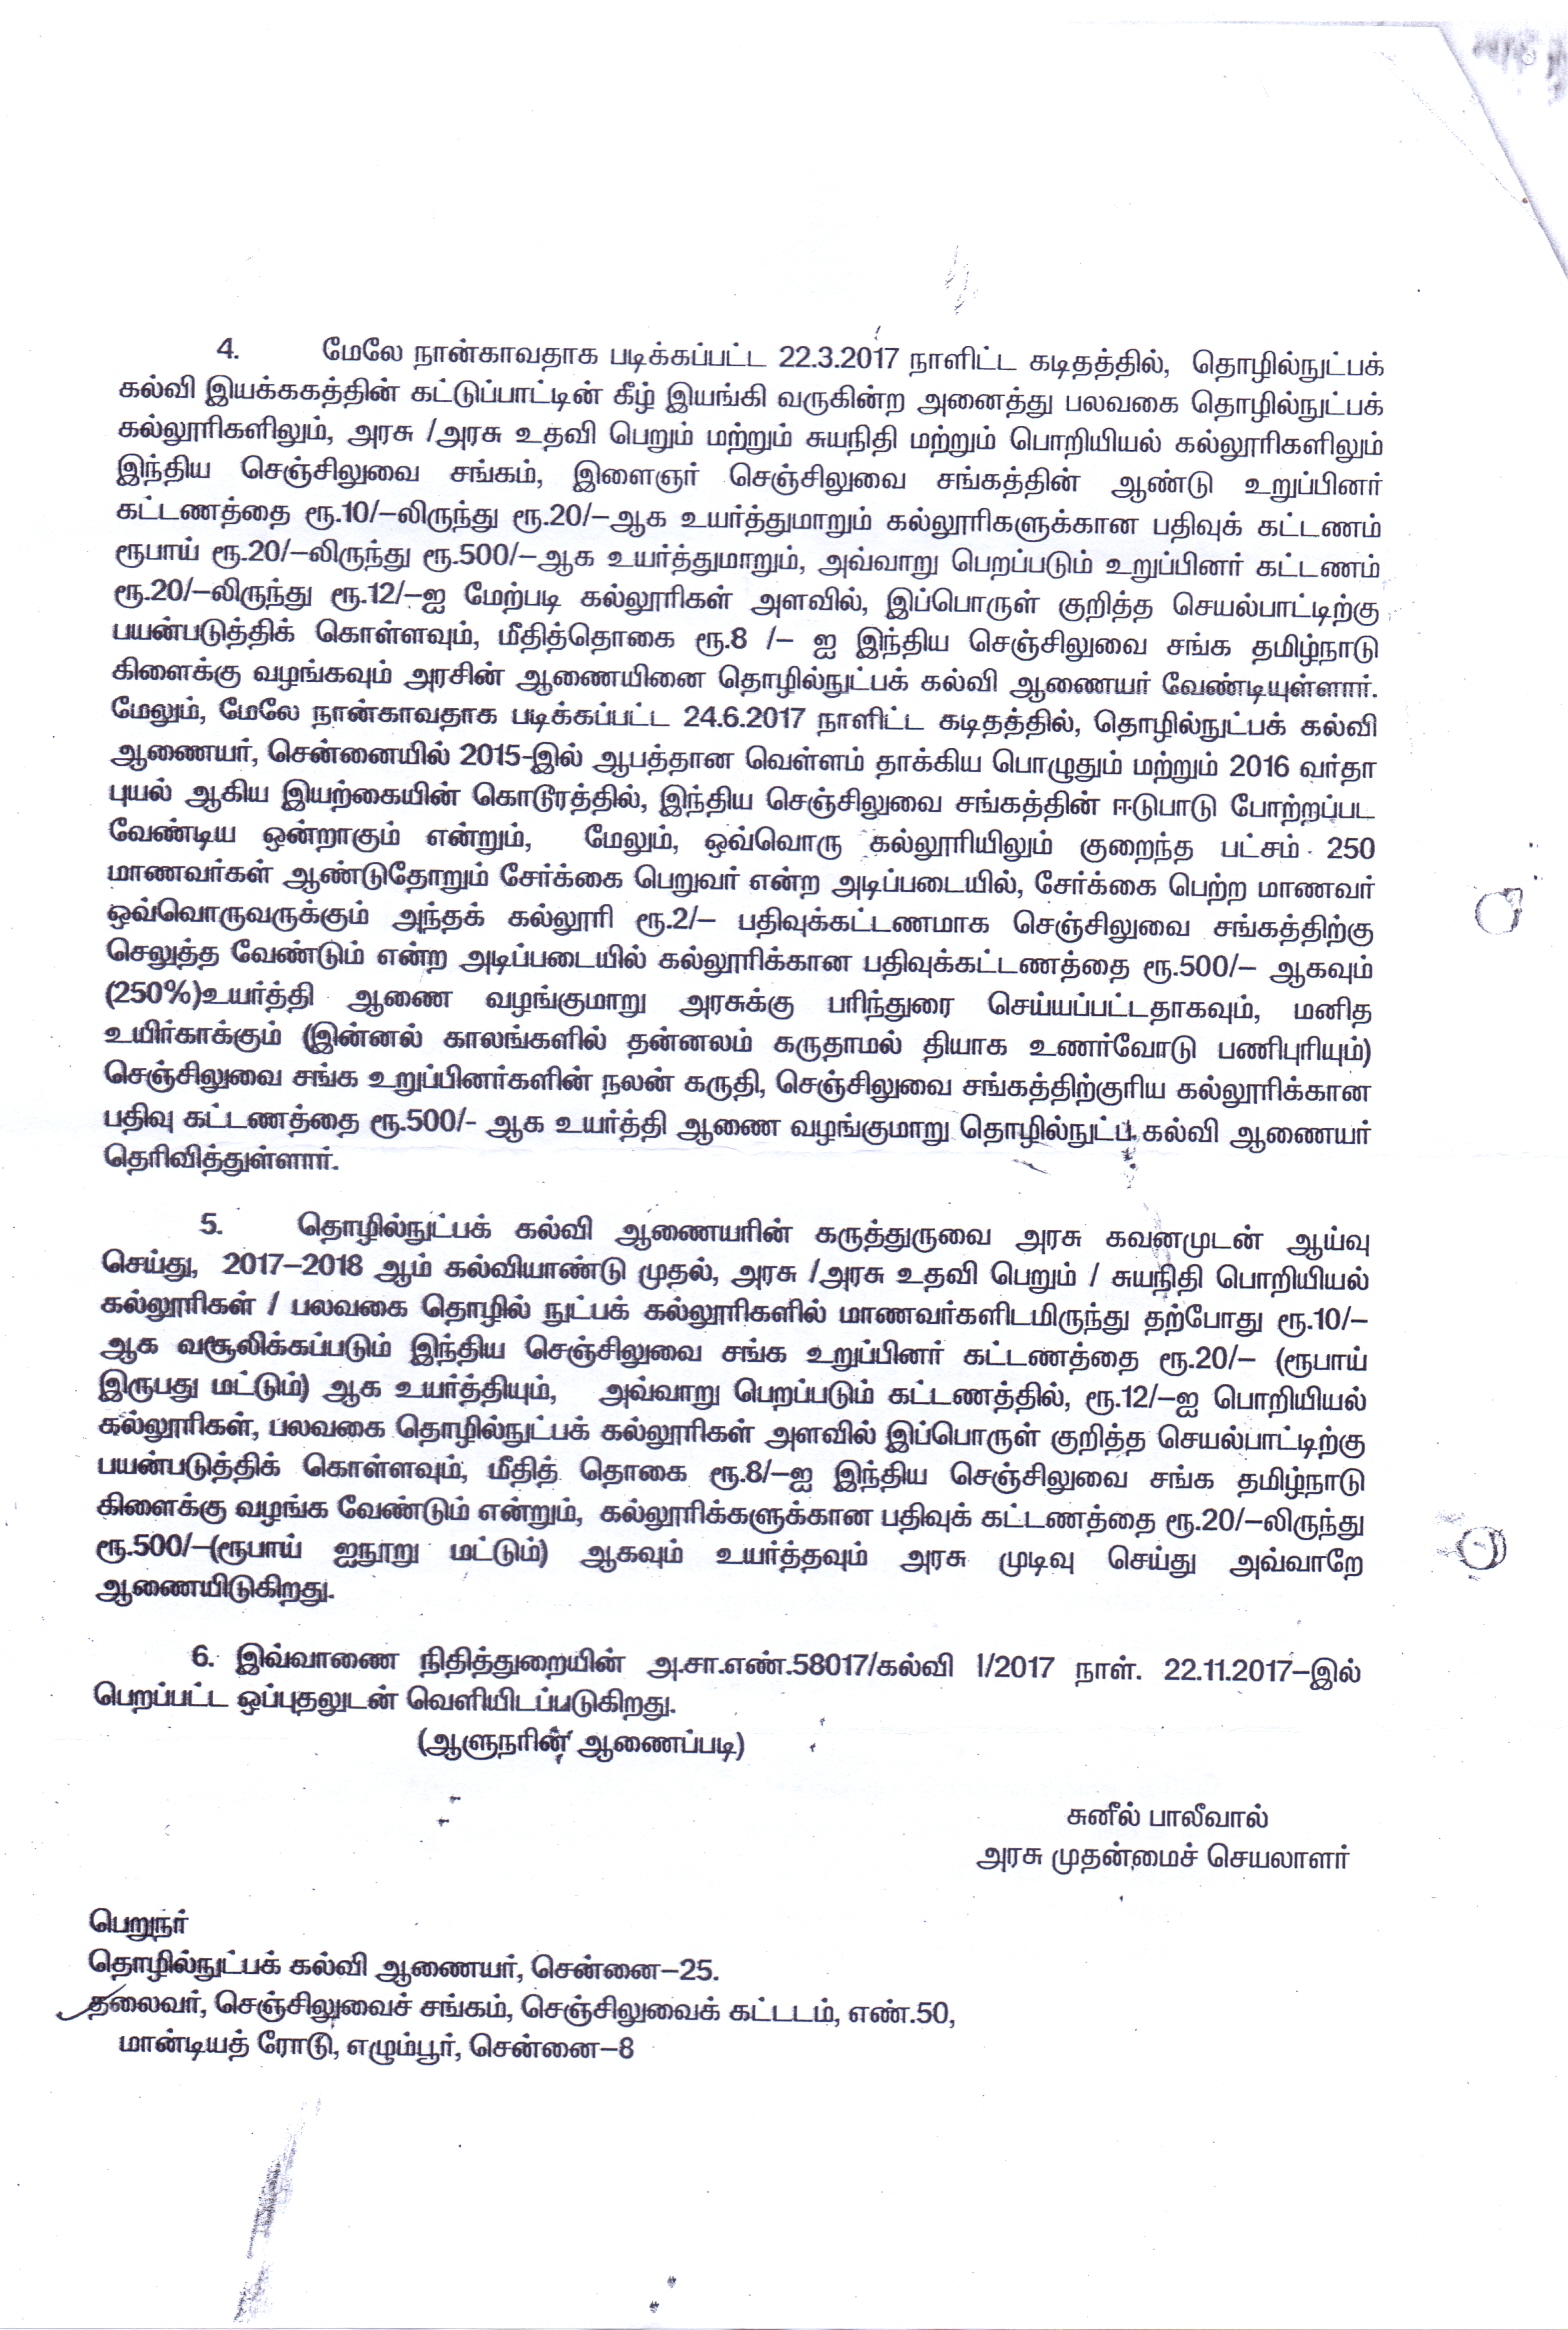 4. மேலே நான்காவதாக படிக்கப்பட்ட 22.3.2017 நாளிட்ட கடிதத்தில், தொழில்நுட்பக்
கல்வி இயக்ககத்தின் கட்டுப்பாட்டின் கீழ் இயங்கி வருகின்ற அனைத்து பலவகை தொழில்நுட்பக்
கல்லூரிகளிலும், அரசு /அரசு உதவி பெறும் மற்றும் சுயநிதி மற்றும் பொறியியல் கல்லூரிகளிலும்
இந்திய செஞ்சிலுவை சங்கம், இளைஞர் செஞ்சிலுவை சங்கத்தின் ஆண்டு உறுப்பினர்
கட்டணத்தை ரூ.10/–லிருந்து ரூ.20/–ஆக உயர்த்துமாறும் கல்லூரிகளுக்கான பதிவுக் கட்டணம்
ரூபாய் ரூ.20/–லிருந்து ரூ.500/–ஆக உயர்த்துமாறும், அவ்வாறு பெறப்படும் உறுப்பினர் கட்டணம்
ரூ.20/–லிருந்து ரூ.12/–ஐ மேற்படி கல்லூரிகள் அளவில், இப்பொருள் குறித்த செயல்பாட்டிற்கு
பயன்படுத்திக் கொள்ளவும், மீதித்தொகை ரூ.8 /– ஐ இந்திய செஞ்சிலுவை சங்க தமிழ்நாடு
கிளைக்கு வழங்கவும் அரசின் ஆணையினை தொழில்நுட்பக் கல்வி ஆணையர் வேண்டியுள்ளார்.
மேலும், மேலே நான்காவதாக படிக்கப்பட்ட 24.6.2017 நாளிட்ட கடிதத்தில், தொழில்நுட்பக் கல்வி
ஆணையர், சென்னையில் 2015-இல் ஆபத்தான வெள்ளம் தாக்கிய பொழுதும் மற்றும் 2016 வர்தா
புயல் ஆகிய இயற்கையின் கொடூரத்தில், இந்திய செஞ்சிலுவை சங்கத்தின் ஈடுபாடு போற்றப்பட
வேண்டிய ஒன்றாகும் என்றும், மேலும், ஒவ்வொரு கல்லூரியிலும் குறைந்த பட்சம் 250
மாணவர்கள் ஆண்டுதோறும் சேர்க்கை பெறுவர் என்ற அடிப்படையில், சேர்க்கை பெற்ற மாணவர்
ஒவ்வொருவருக்கும் அந்தக் கல்லூரி ரூ.2/– பதிவுக்கட்டணமாக செஞ்சிலுவை சங்கத்திற்கு
செலுத்த வேண்டும் என்ற அடிப்படையில் கல்லூரிக்கான பதிவுக்கட்டணத்தை ரூ.500/– ஆகவும்
(250%)உயர்த்தி ஆணை வழங்குமாறு அரசுக்கு பரிந்துரை செய்யப்பட்டதாகவும், மனித
உயிர்காக்கும் (இன்னல் காலங்களில் தன்னலம் கருதாமல் தியாக உணர்வோடு பணிபுரியும்)
செஞ்சிலுவை சங்க உறுப்பினர்களின் நலன் கருதி, செஞ்சிலுவை சங்கத்திற்குரிய கல்லூரிக்கான
பதிவு கட்டணத்தை ரூ.500/- ஆக உயர்த்தி ஆணை வழங்குமாறு தொழில்நுட்ப கல்வி ஆணையர்
தெரிவித்துள்ளார்.
5. தொழில்நுட்பக் கல்வி ஆணையரின் கருத்துருவை அரசு கவனமுடன் ஆய்வு
செய்து, 2017–2018 ஆம் கல்வியாண்டு முதல், அரசு /அரசு உதவி பெறும் / சுயநிதி பொறியியல்
கல்லூரிகள் / பலவகை தொழில் நுட்பக் கல்லூரிகளில் மாணவர்களிடமிருந்து தற்போது ரூ.10/–
ஆக வசூலிக்கப்படும் இந்திய செஞ்சிலுவை சங்க உறுப்பினர் கட்டணத்தை ரூ.20/– (ரூபாய்
இருபது மட்டும்) ஆக உயர்த்தியும், அவ்வாறு பெறப்படும் கட்டணத்தில், ரூ.12/–ஐ பொறியியல்
கல்லூரிகள், பலவகை தொழில்நுட்பக் கல்லூரிகள் அளவில் இப்பொருள் குறித்த செயல்பாட்டிற்கு
பயன்படுத்திக் கொள்ளவும், மீதித் தொகை ரூ.8/–ஐ இந்திய செஞ்சிலுவை சங்க தமிழ்நாடு
கிளைக்கு வழங்க வேண்டும் என்றும், கல்லூரிக்களுக்கான பதிவுக் கட்டணத்தை ரூ.20/–லிருந்து
ரூ.500/–(ரூபாய் ஐநூறு மட்டும்) ஆகவும் உயர்த்தவும் அரசு முடிவு செய்து அவ்வாறே
ஆணையிடுகிறது.
6. இவ்வாணை நிதித்துறையின் அ.சா.எண்.58017/கல்வி I/2017 நாள். 22.11.2017–இல்
பெறப்பட்ட ஒப்புதலுடன் வெளியிடப்படுகிறது.
(ஆளுநரின் ஆணைப்படி)
சுனீல் பாலீவால்
அரசு முதன்மைச் செயலாளர்
பெறுநர்
தொழில்நுட்பக் கல்வி ஆணையர், சென்னை–25.
தலைவர், செஞ்சிலுவைச் சங்கம், செஞ்சிலுவைக் கட்டடம், எண்.50,
மான்டியத் ரோடு, எழும்பூர், சென்னை–8